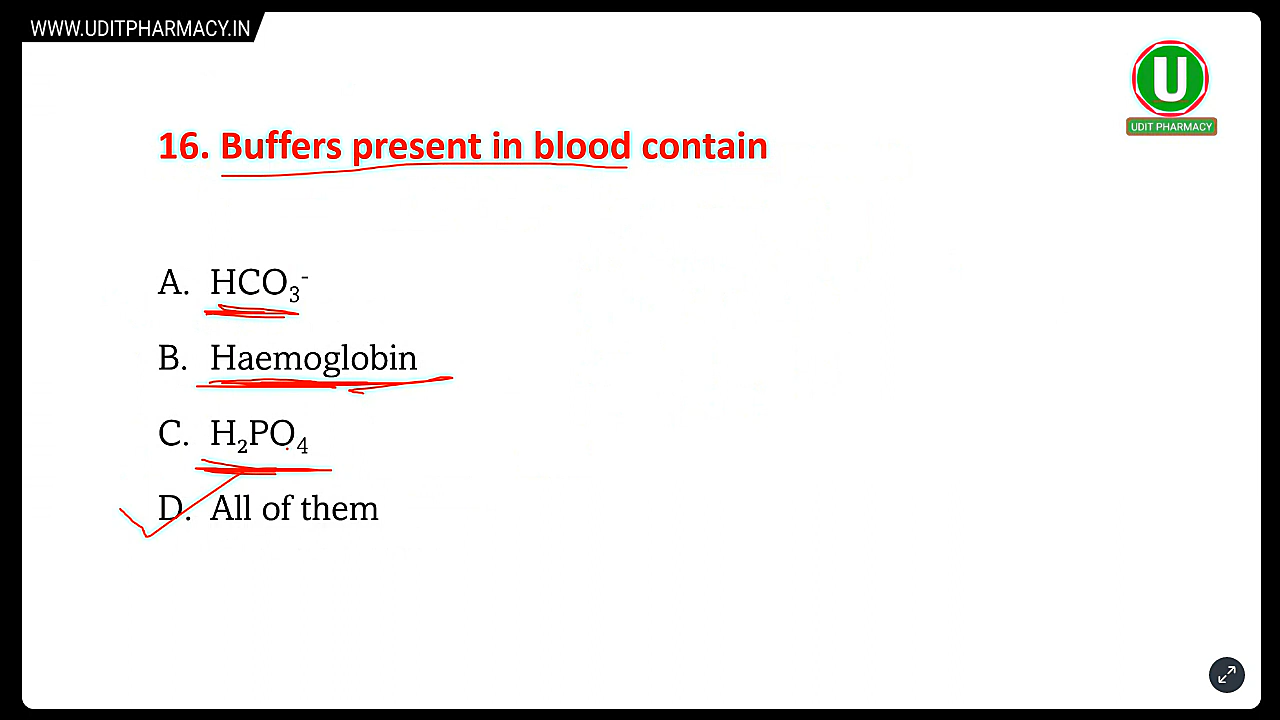 WWW.UDITPHARMACY.IN
U
UDIT PHARMACY
16. Buffers present in blood contain
A. HCO₃⁻
B. Haemoglobin
C. H₂PO₄
D. All of them